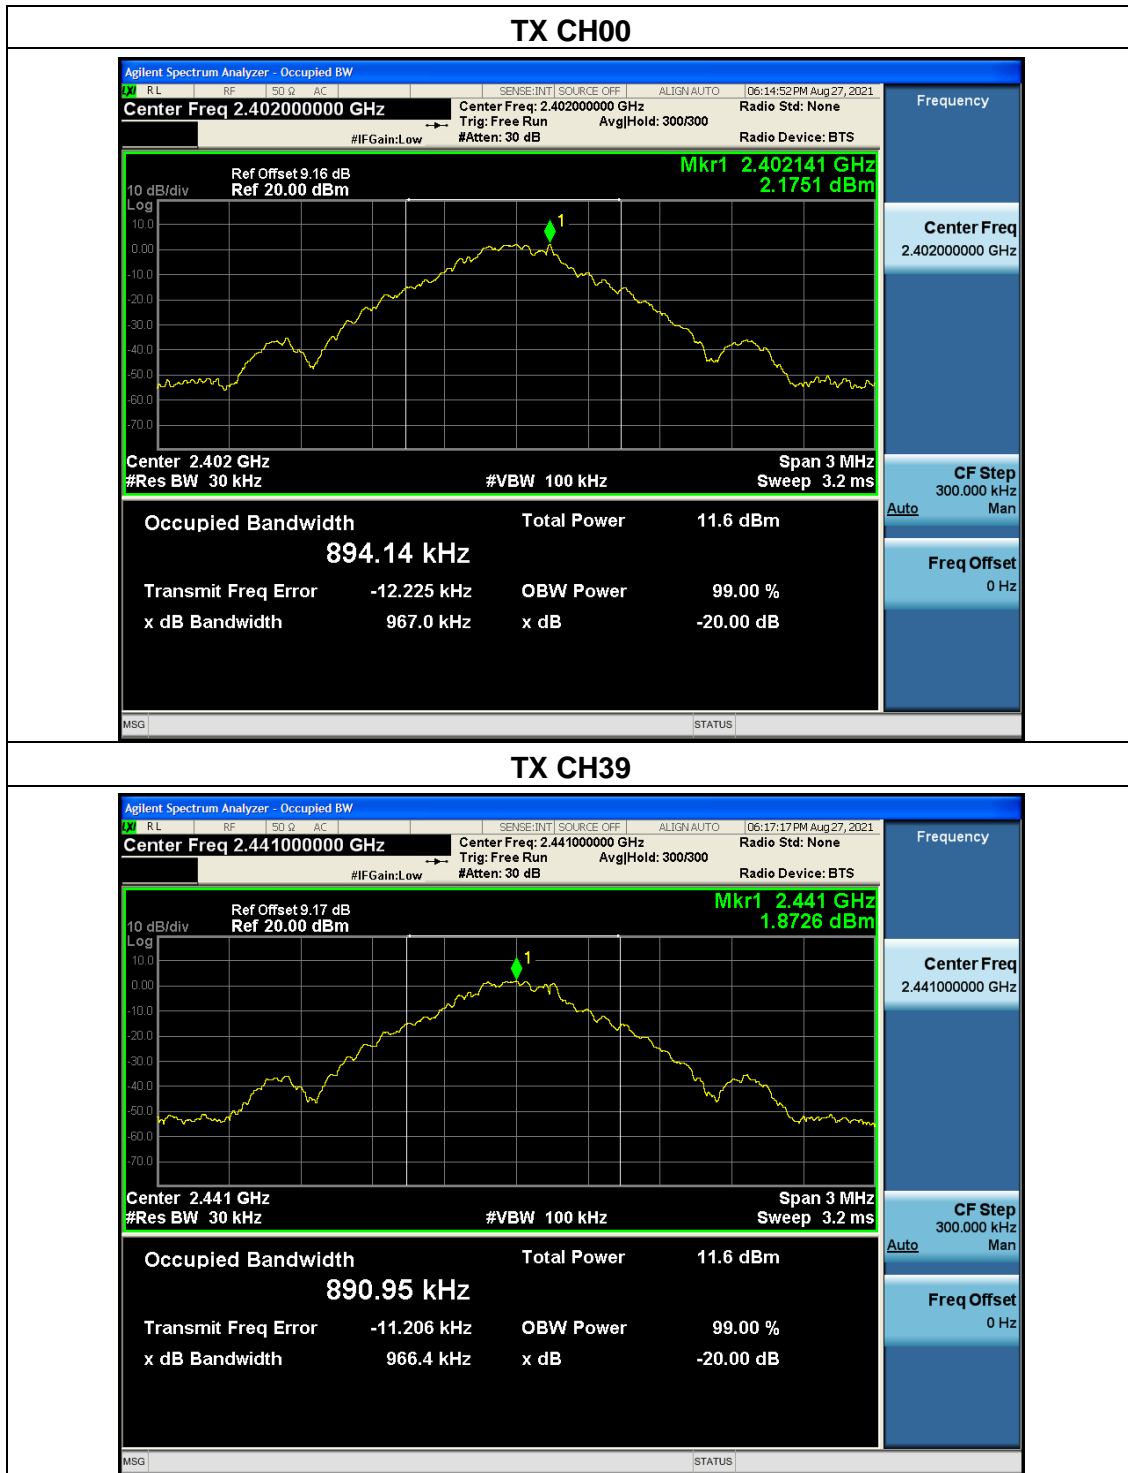 TX CH00
Agilent Spectrum Analyzer - Occupied BW
LXI RL RF 50 Ω AC SENSE:INT SOURCE OFF ALIGN AUTO 06:14:52 PM Aug 27, 2021
Center Freq 2.402000000 GHz
Center Freq: 2.402000000 GHz Radio Std: None
Trig: Free Run Avg|Hold: 300/300
#IFGain:Low #Atten: 30 dB Radio Device: BTS
Frequency
Mkr1 2.402141 GHz
2.1751 dBm
Ref Offset 9.16 dB
10 dB/div Ref 20.00 dBm
Log
10.0
0.00
-10.0
-20.0
-30.0
-40.0
-50.0
-60.0
-70.0
1
Center 2.402 GHz Span 3 MHz
#Res BW 30 kHz #VBW 100 kHz Sweep 3.2 ms
Center Freq
2.402000000 GHz
CF Step
300.000 kHz
Auto Man
Freq Offset
0 Hz
Occupied Bandwidth Total Power 11.6 dBm
894.14 kHz
Transmit Freq Error -12.225 kHz OBW Power 99.00 %
x dB Bandwidth 967.0 kHz x dB -20.00 dB
MSG STATUS
TX CH39
Agilent Spectrum Analyzer - Occupied BW
LXI RL RF 50 Ω AC SENSE:INT SOURCE OFF ALIGN AUTO 06:17:17 PM Aug 27, 2021
Center Freq 2.441000000 GHz
Center Freq: 2.441000000 GHz Radio Std: None
Trig: Free Run Avg|Hold: 300/300
#IFGain:Low #Atten: 30 dB Radio Device: BTS
Frequency
Mkr1 2.441 GHz
1.8726 dBm
Ref Offset 9.17 dB
10 dB/div Ref 20.00 dBm
Log
10.0
0.00
-10.0
-20.0
-30.0
-40.0
-50.0
-60.0
-70.0
1
Center 2.441 GHz Span 3 MHz
#Res BW 30 kHz #VBW 100 kHz Sweep 3.2 ms
Center Freq
2.441000000 GHz
CF Step
300.000 kHz
Auto Man
Freq Offset
0 Hz
Occupied Bandwidth Total Power 11.6 dBm
890.95 kHz
Transmit Freq Error -11.206 kHz OBW Power 99.00 %
x dB Bandwidth 966.4 kHz x dB -20.00 dB
MSG STATUS